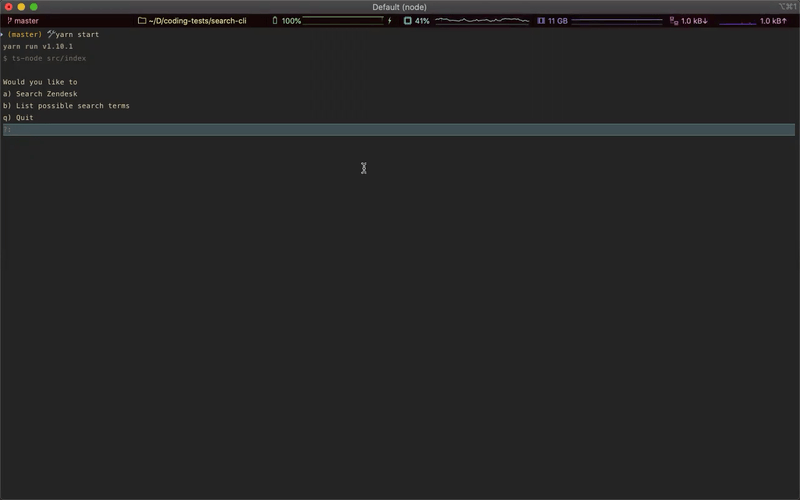 Default (node)
⌥⌘1
master
~/D/coding-tests/search-cli
100%
41%
11 GB
1.0 kB↓
1.0 kB↑
(master) 🛠yarn start
yarn run v1.10.1
$ ts-node src/index
Would you like to
a) Search Zendesk
b) List possible search terms
q) Quit